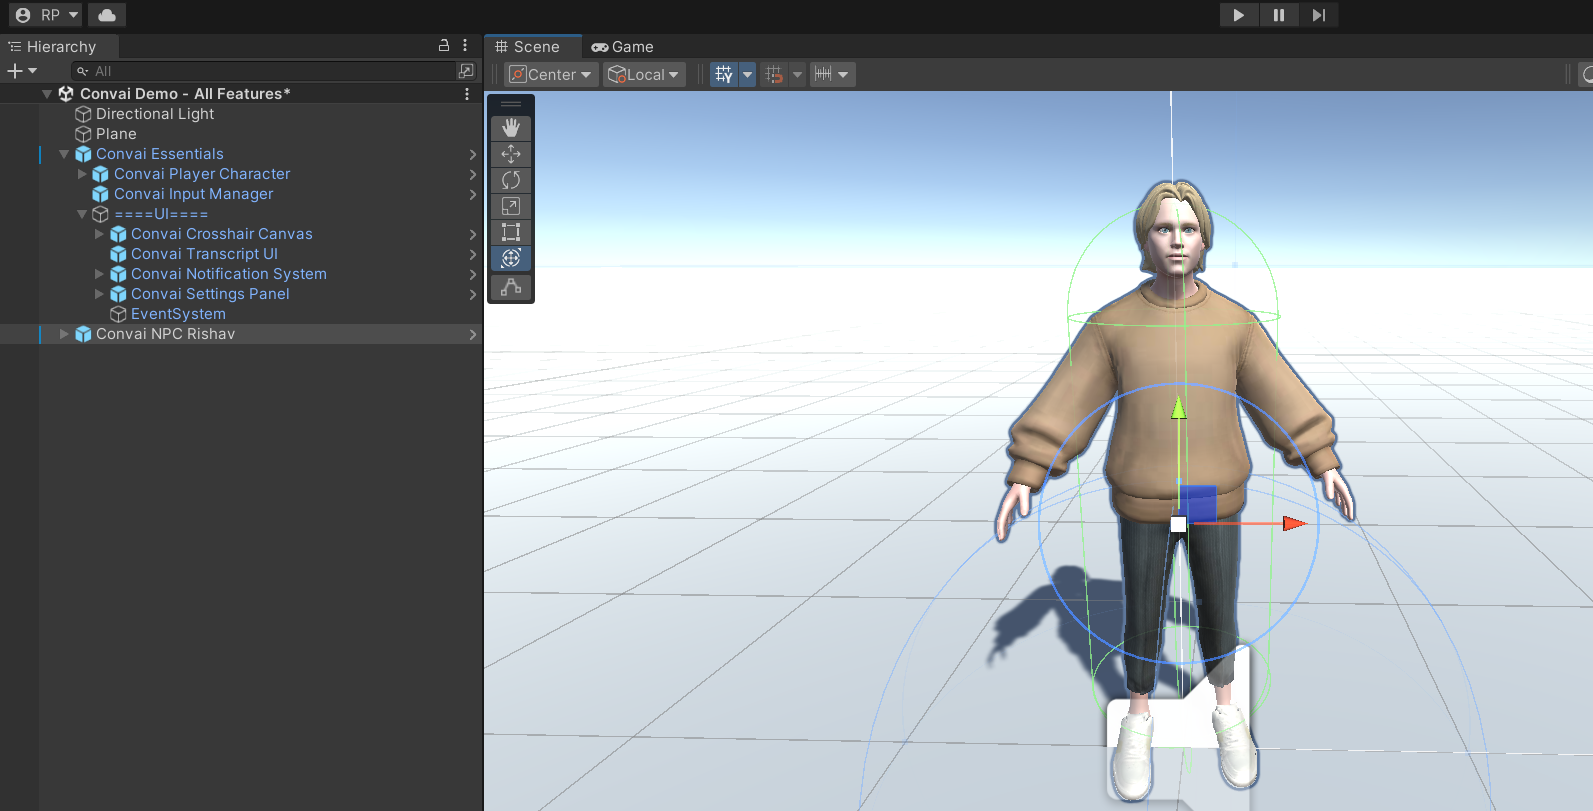 RP
Hierarchy
All
Convai Demo - All Features*
Directional Light
Plane
Convai Essentials
Convai Player Character
Convai Input Manager
====UI====
Convai Crosshair Canvas
Convai Transcript UI
Convai Notification System
Convai Settings Panel
EventSystem
Convai NPC Rishav
Scene
Game
Center
Local